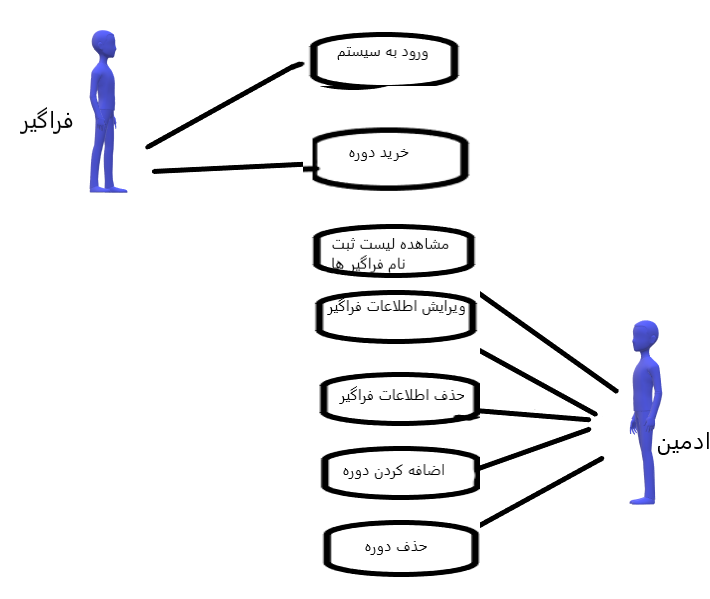 ورود به سیستم
فراگیر
خرید دوره
مشاهده لیست ثبت
نام فراگیر ها
ویرایش اطلاعات فراگیر
حذف اطلاعات فراگیر
ادمین
اضافه کردن دوره
حذف دوره